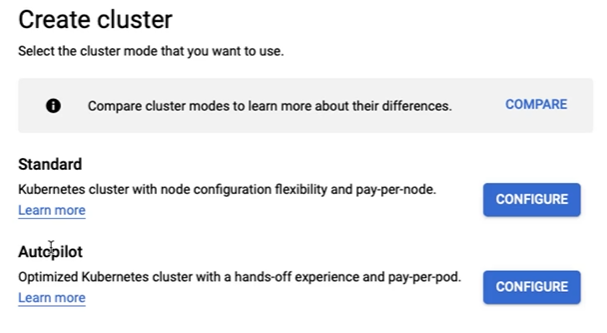 Create cluster
Select the cluster mode that you want to use.
Compare cluster modes to learn more about their differences. COMPARE
Standard
Kubernetes cluster with node configuration flexibility and pay-per-node.
CONFIGURE
Learn more
Autopilot
Optimized Kubernetes cluster with a hands-off experience and pay-per-pod.
CONFIGURE
Learn more